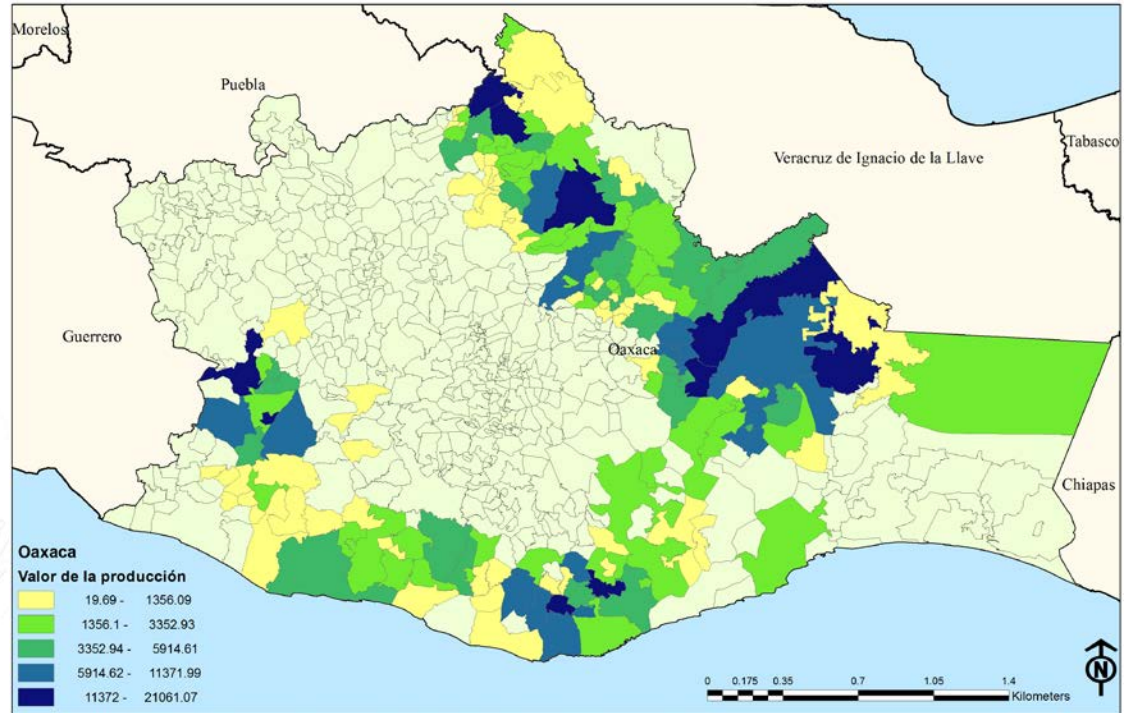 Morelos
Puebla
Tabasco
Veracruz de Ignacio de la Llave
Guerrero
Oaxaca
Chiapas
Oaxaca
Valor de la producción
19.69 - 1356.09
1356.1 - 3352.93
3352.94 - 5914.61
5914.62 - 11371.99
11372 - 21061.07
0 0.175 0.35 0.7 1.05 1.4
Kilometers
N